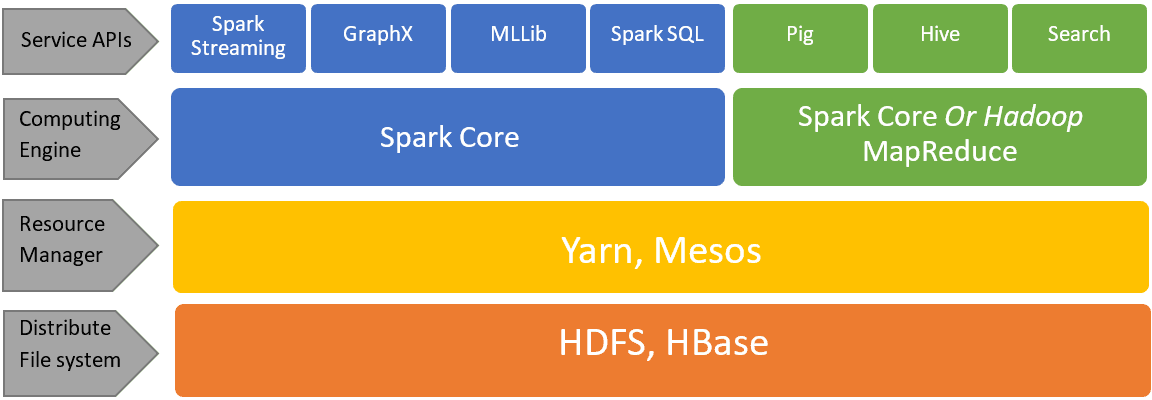 Service APIs
Spark
Streaming
GraphX
MLLib
Spark SQL
Pig
Hive
Search
Computing
Engine
Spark Core
Spark Core Or Hadoop
MapReduce
Resource
Manager
Yarn, Mesos
Distribute
File system
HDFS, HBase